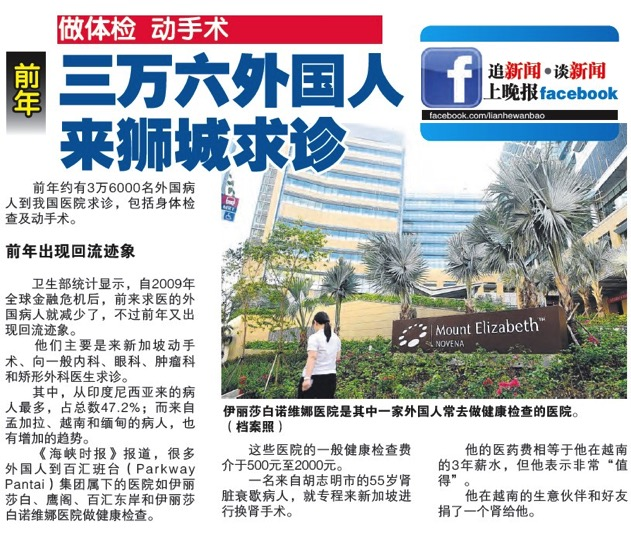 做体检 动手术
前年
三万六外国人
来狮城求诊
追新闻•谈新闻
上晚报facebook
facebook.com/lianhewanbao
前年约有3万6000名外国病
人到我国医院求诊，包括身体检
查及动手术。
前年出现回流迹象
卫生部统计显示，自2009年
全球金融危机后，前来求医的外
国病人就减少了，不过前年又出
现回流迹象。
他们主要是来新加坡动手
术、向一般内科、眼科、肿瘤科
和矫形外科医生求诊。
其中，从印度尼西亚来的病
人最多，占总数47.2%；而来自
孟加拉、越南和缅甸的病人，也
有增加的趋势。
《海峡时报》报道，很多
外国人到百汇班台（Parkway
Pantai）集团属下的医院如伊丽
莎白、鹰阁、百汇东岸和伊丽莎
白诺维娜医院做健康检查。
Mount Elizabeth™
NOVENA
伊丽莎白诺维娜医院是其中一家外国人常去做健康检查的医院。
（档案照）
这些医院的一般健康检查费
介于500元至2000元。
一名来自胡志明市的55岁肾
脏衰歇病人，就专程来新加坡进
行换肾手术。
他的医药费相等于他在越南
的3年薪水，但他表示非常“值
得”。
他在越南的生意伙伴和好友
捐了一个肾给他。